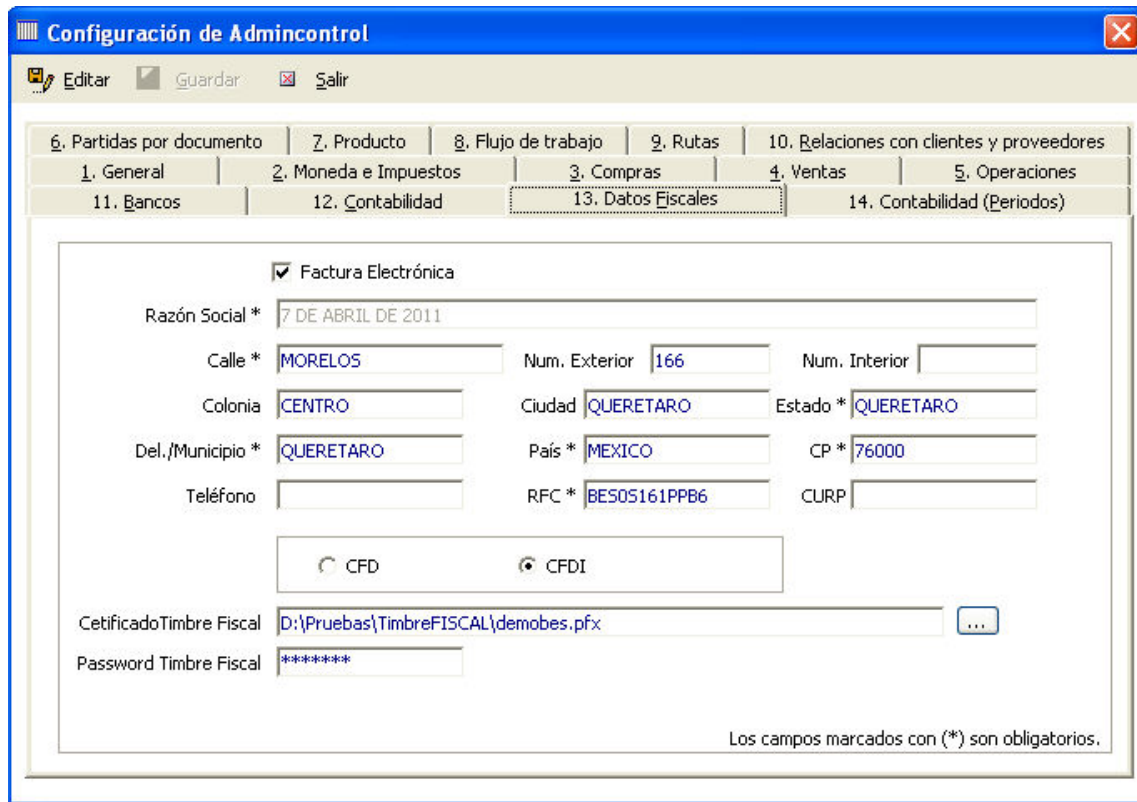 Configuración de Admincontrol
Editar Guardar Salir
6. Partidas por documento 7. Producto 8. Flujo de trabajo 9. Rutas 10. Relaciones con clientes y proveedores
1. General 2. Moneda e Impuestos 3. Compras 4. Ventas 5. Operaciones
11. Bancos 12. Contabilidad 13. Datos Fiscales 14. Contabilidad (Periodos)
Factura Electrónica
Razón Social * 7 DE ABRIL DE 2011
Calle * MORELOS Num. Exterior 166 Num. Interior
Colonia CENTRO Ciudad QUERETARO Estado * QUERETARO
Del./Municipio * QUERETARO País * MEXICO CP * 76000
Teléfono RFC * BES0S161PPB6 CURP
CFD CFDI
CetificadoTimbre Fiscal D:\Pruebas\TimbreFISCAL\demobes.pfx ...
Password Timbre Fiscal *******
Los campos marcados con (*) son obligatorios.